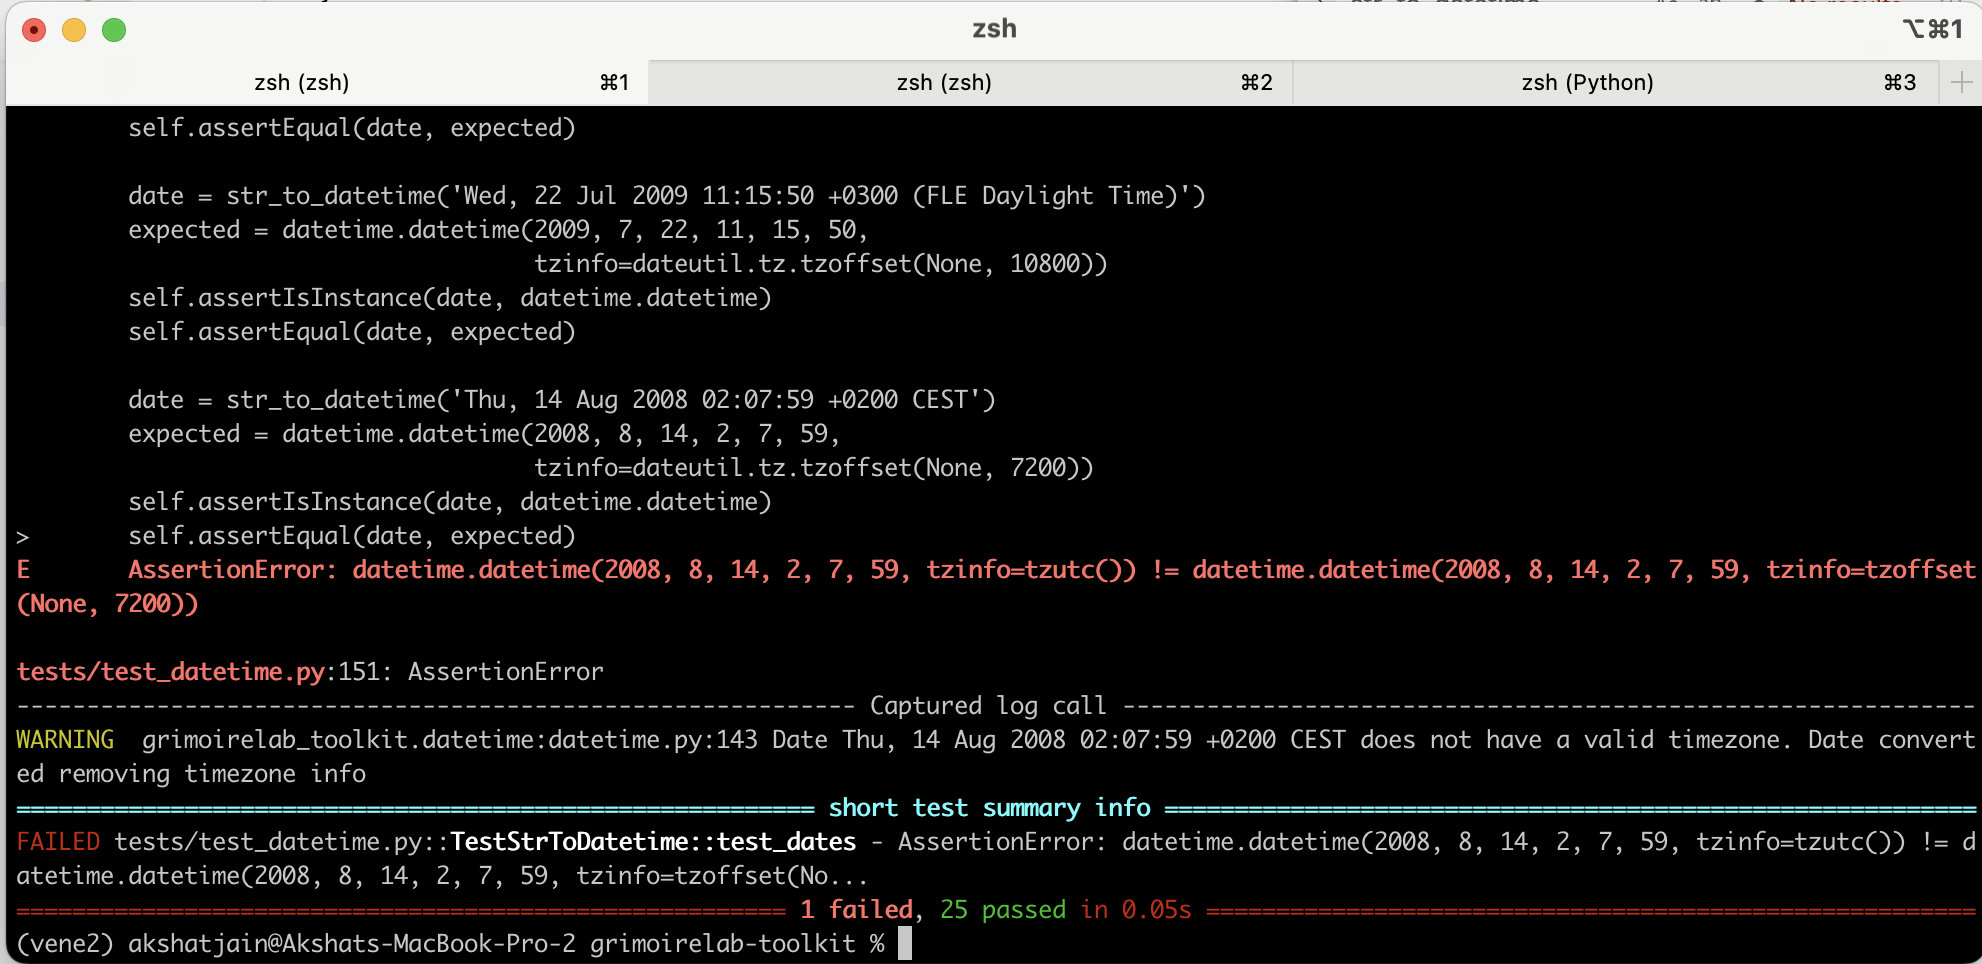 zsh
⌥⌘1
zsh (zsh) ⌘1 zsh (zsh) ⌘2 zsh (Python) ⌘3 +
self.assertEqual(date, expected)
date = str_to_datetime('Wed, 22 Jul 2009 11:15:50 +0300 (FLE Daylight Time)')
expected = datetime.datetime(2009, 7, 22, 11, 15, 50,
tzinfo=dateutil.tz.tzoffset(None, 10800))
self.assertIsInstance(date, datetime.datetime)
self.assertEqual(date, expected)
date = str_to_datetime('Thu, 14 Aug 2008 02:07:59 +0200 CEST')
expected = datetime.datetime(2008, 8, 14, 2, 7, 59,
tzinfo=dateutil.tz.tzoffset(None, 7200))
self.assertIsInstance(date, datetime.datetime)
> self.assertEqual(date, expected)
E AssertionError: datetime.datetime(2008, 8, 14, 2, 7, 59, tzinfo=tzutc()) != datetime.datetime(2008, 8, 14, 2, 7, 59, tzinfo=tzoffset
(None, 7200))
tests/test_datetime.py:151: AssertionError
------------------------------------------------------------ Captured log call -------------------------------------------------------------
WARNING grimoirelab_toolkit.datetime:datetime.py:143 Date Thu, 14 Aug 2008 02:07:59 +0200 CEST does not have a valid timezone. Date convert
ed removing timezone info
========================================================= short test summary info ==========================================================
FAILED tests/test_datetime.py::TestStrToDatetime::test_dates - AssertionError: datetime.datetime(2008, 8, 14, 2, 7, 59, tzinfo=tzutc()) != d
atetime.datetime(2008, 8, 14, 2, 7, 59, tzinfo=tzoffset(No...
======================================================= 1 failed, 25 passed in 0.05s =======================================================
(vene2) akshatjain@Akshats-MacBook-Pro-2 grimoirelab-toolkit %